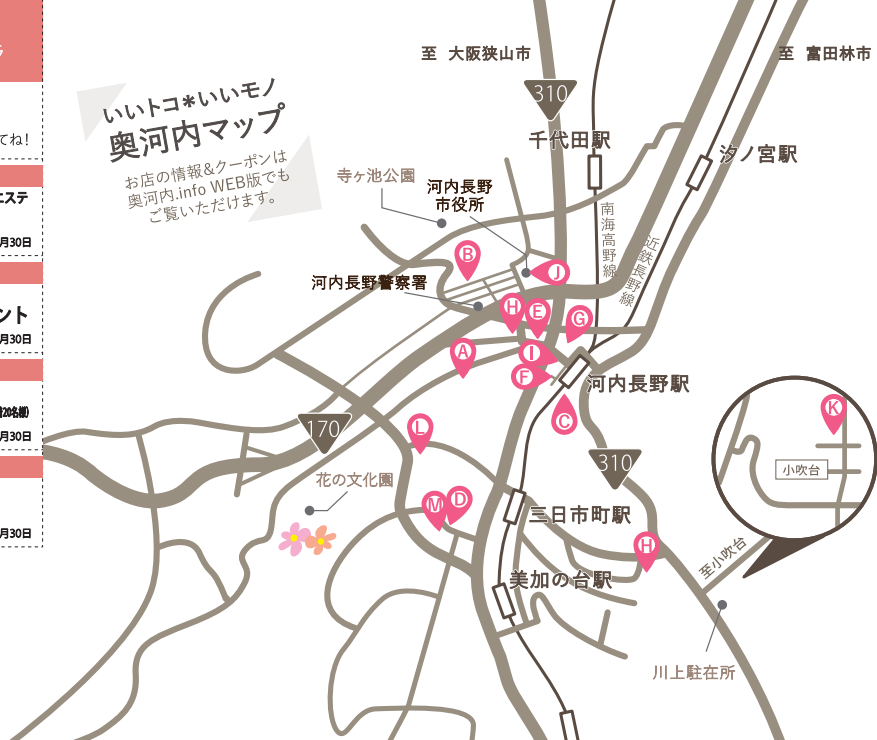 至 大阪狭山市
至 富田林市
310
いいトコ＊いいモノ
奥河内マップ
お店の情報&クーポンは
奥河内.info WEB版でも
ご覧いただけます。
千代田駅
汐ノ宮駅
寺ヶ池公園
河内長野
市役所
南海高野線
近鉄長野線
B
J
河内長野警察署
H
E
G
A
I
F
河内長野駅
C
K
170
L
310
小吹台
花の文化園
M
D
三日市町駅
H
至小吹台
美加の台駅
川上駐在所
てね!
エステ
月30日
ント
月30日
月30日
月30日